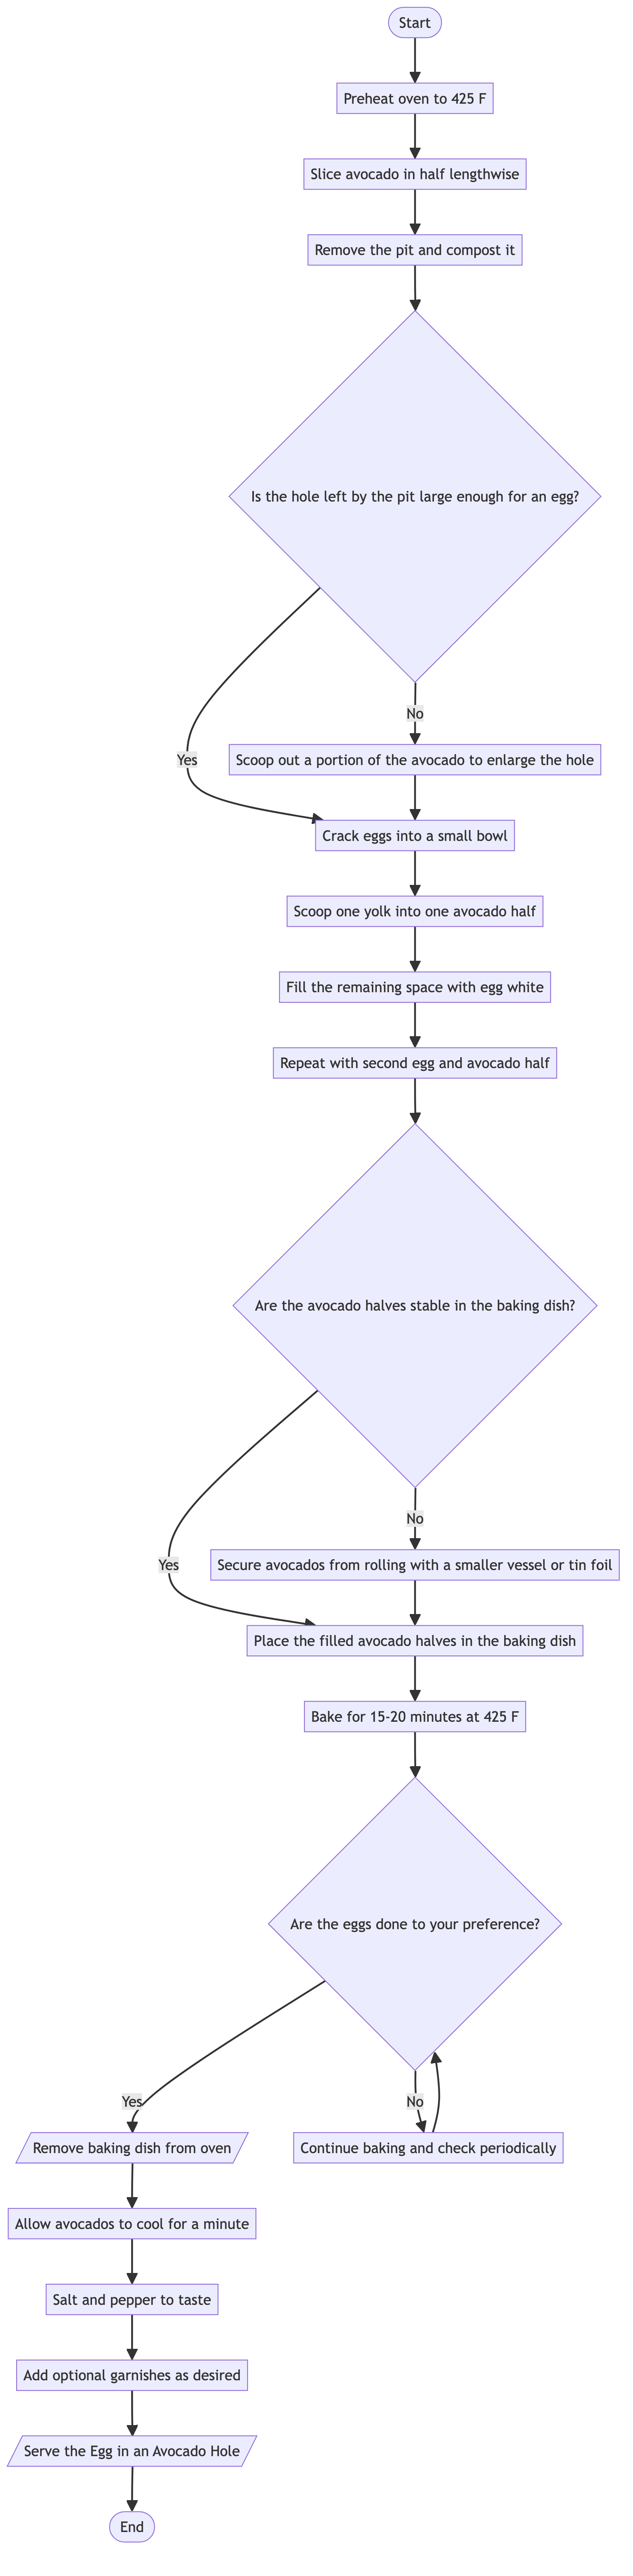 Start
Preheat oven to 425 F
Slice avocado in half lengthwise
Remove the pit and compost it
Is the hole left by the pit large enough for an egg?
No
Yes
Scoop out a portion of the avocado to enlarge the hole
Crack eggs into a small bowl
Scoop one yolk into one avocado half
Fill the remaining space with egg white
Repeat with second egg and avocado half
Are the avocado halves stable in the baking dish?
No
Yes
Secure avocados from rolling with a smaller vessel or tin foil
Place the filled avocado halves in the baking dish
Bake for 15-20 minutes at 425 F
Are the eggs done to your preference?
Yes
No
Remove baking dish from oven
Continue baking and check periodically
Allow avocados to cool for a minute
Salt and pepper to taste
Add optional garnishes as desired
Serve the Egg in an Avocado Hole
End